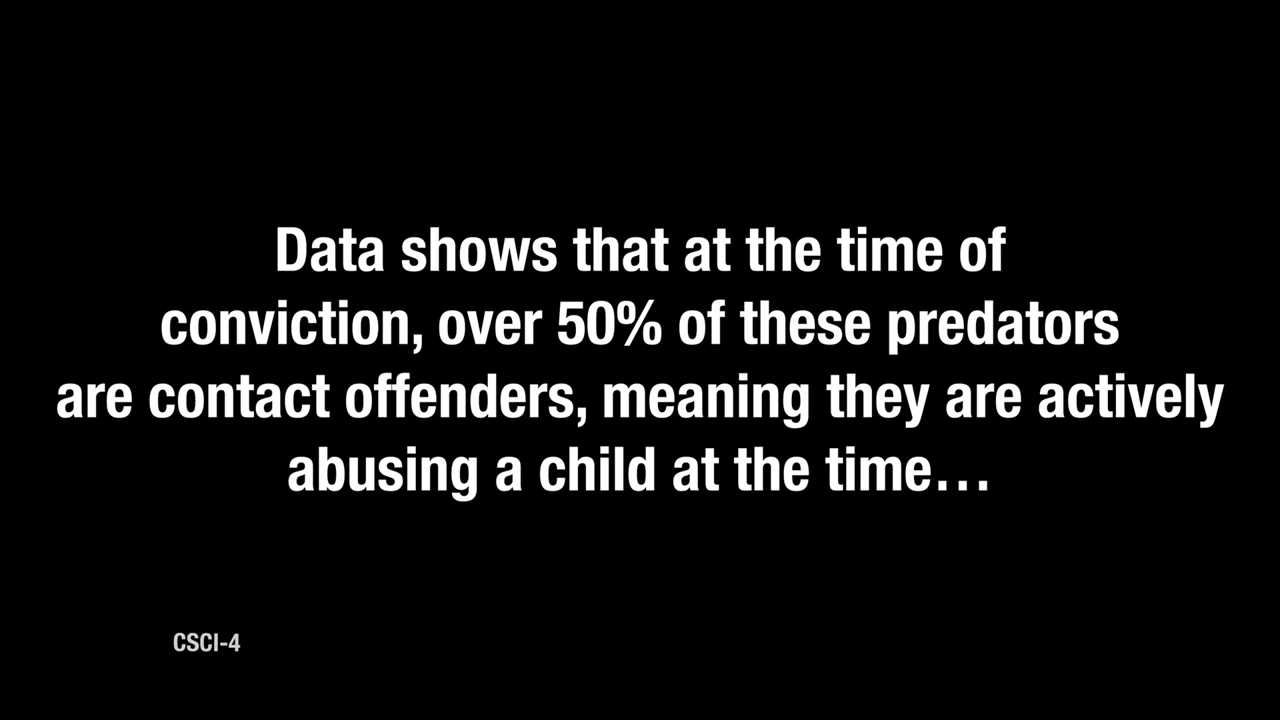 Data shows that at the time of
conviction, over 50% of these predators
are contact offenders, meaning they are actively
abusing a child at the time…
CSCI-4